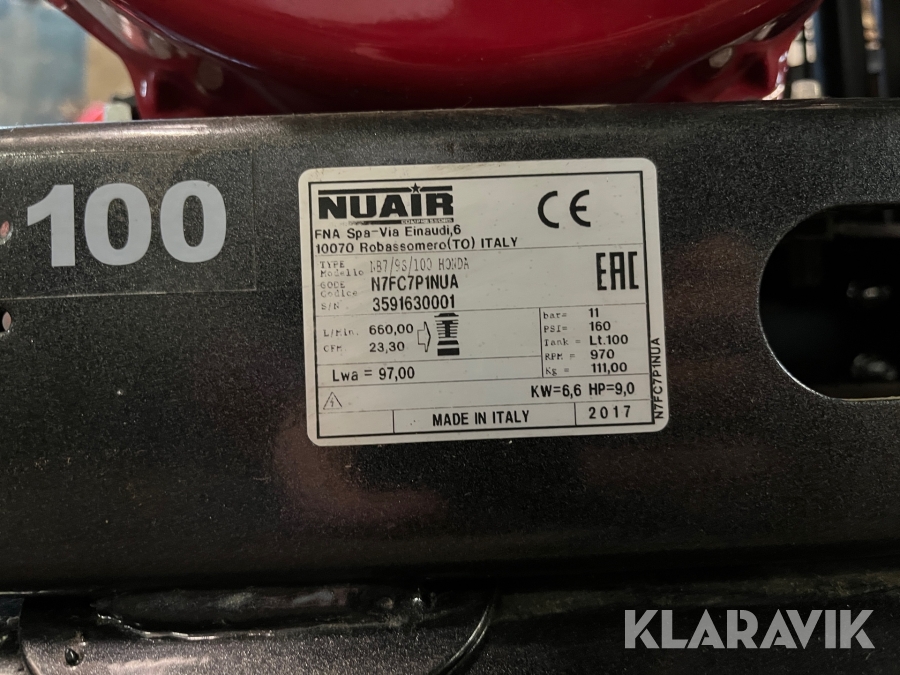 100
NUAIR
COMPRESSORS
CE
FNA Spa-Via Einaudi,6
10070 Robassomero(TO) ITALY
TYPE
Modello NB7/9S/100 HONDA
CODE
Codice N7FC7P1NUA
S/N. 3591630001
EAC
L/Min. 660,00
CFM 23,30
bar= 11
PSI= 160
Tank = Lt.100
RPM = 970
Kg = 111,00
Lwa = 97,00
KW=6,6 HP=9,0
MADE IN ITALY
2017
N7FC7P1NUA
KLARAVIK